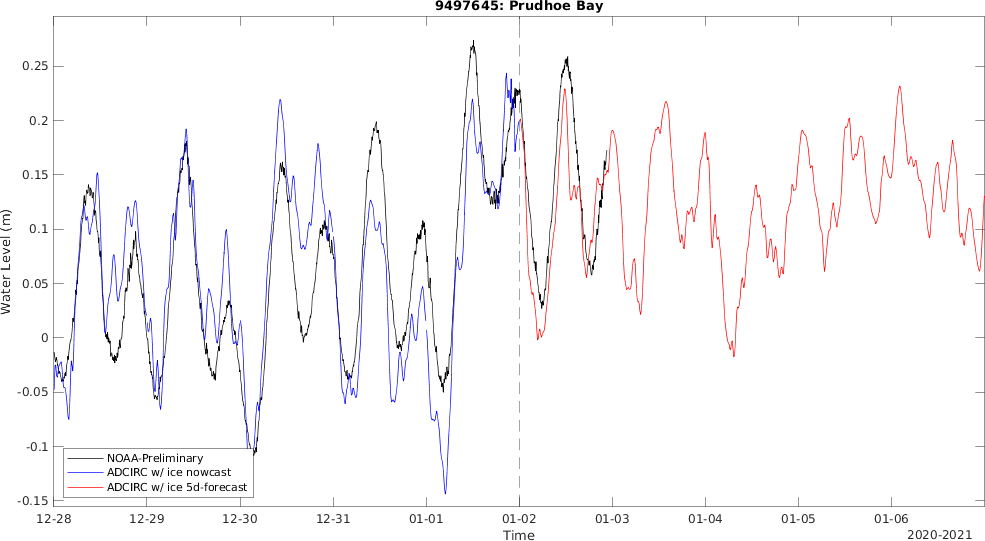 9497645: Prudhoe Bay
Water Level (m)
0.25
0.2
0.15
0.1
0.05
0
-0.05
-0.1
-0.15
NOAA-Preliminary
ADCIRC w/ ice nowcast
ADCIRC w/ ice 5d-forecast
12-28 12-29 12-30 12-31 01-01 01-02 01-03 01-04 01-05 01-06
Time
2020-2021